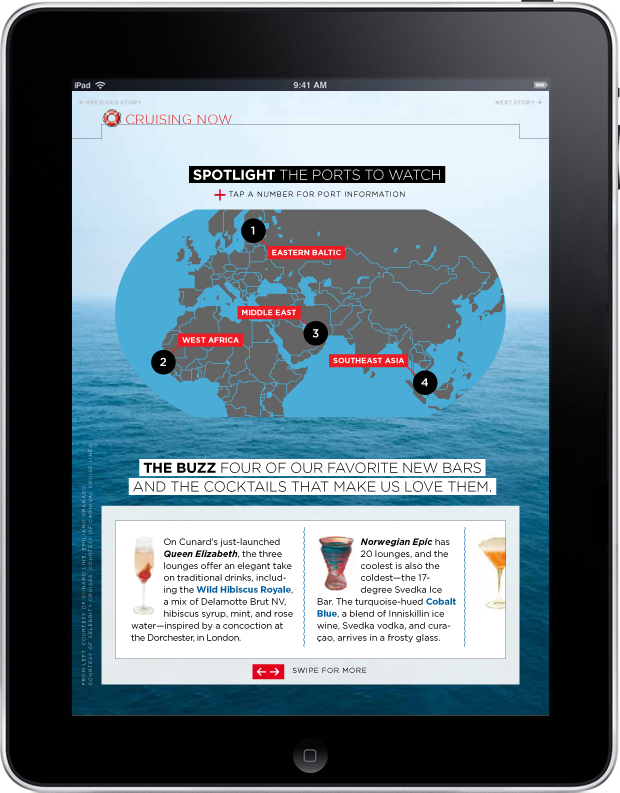 iPad
9:41 AM
← PREVIOUS STORY
NEXT STORY →
CRUISING NOW
SPOTLIGHT THE PORTS TO WATCH
+ TAP A NUMBER FOR PORT INFORMATION
1
EASTERN BALTIC
MIDDLE EAST
3
WEST AFRICA
2
SOUTHEAST ASIA
4
THE BUZZ FOUR OF OUR FAVORITE NEW BARS
AND THE COCKTAILS THAT MAKE US LOVE THEM.
On Cunard's just-launched
Queen Elizabeth, the three
lounges offer an elegant take
on traditional drinks, includ-
ing the Wild Hibiscus Royale,
a mix of Delamotte Brut NV,
hibiscus syrup, mint, and rose
water—inspired by a concoction at
the Dorchester, in London.
Norwegian Epic has
20 lounges, and the
coolest is also the
coldest—the 17-
degree Svedka Ice
Bar. The turquoise-hued Cobalt
Blue, a blend of Inniskillin ice
wine, Svedka vodka, and cura-
çao, arrives in a frosty glass.
SWIPE FOR MORE
FROM LEFT: COURTESY OF CUNARD LINE,
COURTESY OF CELEBRITY CRUISES, COURTESY OF CARNIVAL CRUISE LINE